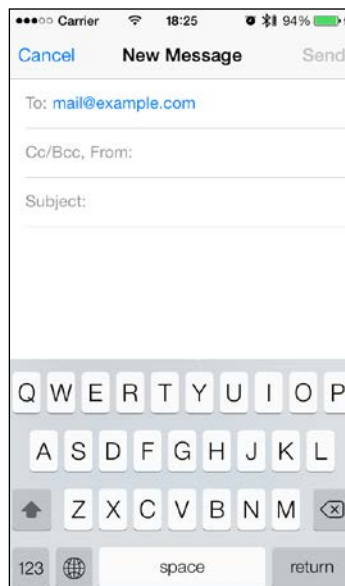 Carrier 18:25 94%
Cancel New Message Send
To: mail@example.com
Cc/Bcc, From:
Subject:
Q W E R T Y U I O P
A S D F G H J K L
Z X C V B N M
123 space return